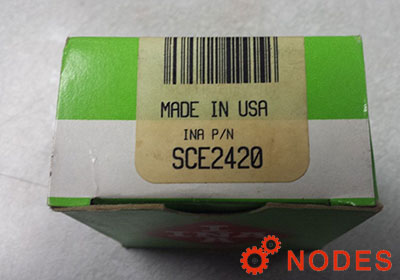 MADE IN USA
INA P/N
SCE2420
NODES